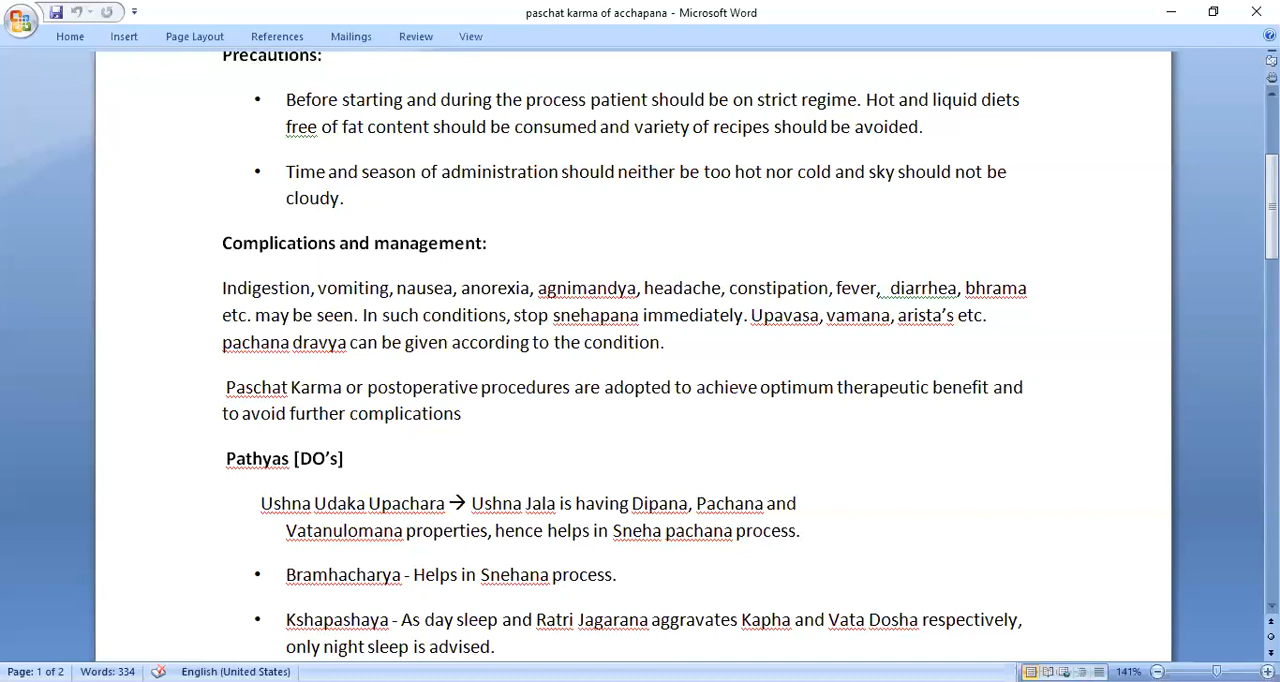 paschat karma of acchapana - Microsoft Word
Home Insert Page Layout References Mailings Review View
Precautions:
• Before starting and during the process patient should be on strict regime. Hot and liquid diets
free of fat content should be consumed and variety of recipes should be avoided.
• Time and season of administration should neither be too hot nor cold and sky should not be
cloudy.
Complications and management:
Indigestion, vomiting, nausea, anorexia, agnimandya, headache, constipation, fever,  diarrhea, bhrama
etc. may be seen. In such conditions, stop snehapana immediately. Upavasa, vamana, arista’s etc.
pachana dravya can be given according to the condition.
Paschat Karma or postoperative procedures are adopted to achieve optimum therapeutic benefit and
to avoid further complications
Pathyas [DO’s]
Ushna Udaka Upachara → Ushna Jala is having Dipana, Pachana and
Vatanulomana properties, hence helps in Sneha pachana process.
• Bramhacharya - Helps in Snehana process.
• Kshapashaya - As day sleep and Ratri Jagarana aggravates Kapha and Vata Dosha respectively,
only night sleep is advised.
Page: 1 of 2 Words: 334 English (United States) 141%